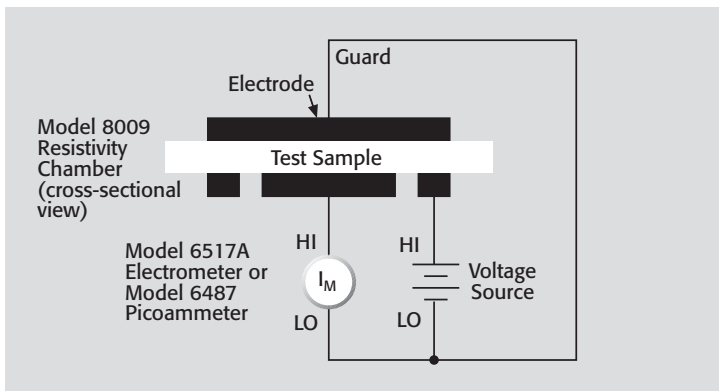 Guard
Electrode
Model 8009
Resistivity
Chamber
(cross-sectional
view)
Test Sample
Model 6517A
Electrometer or
Model 6487
Picoammeter
HI
IM
LO
HI
Voltage
Source
LO